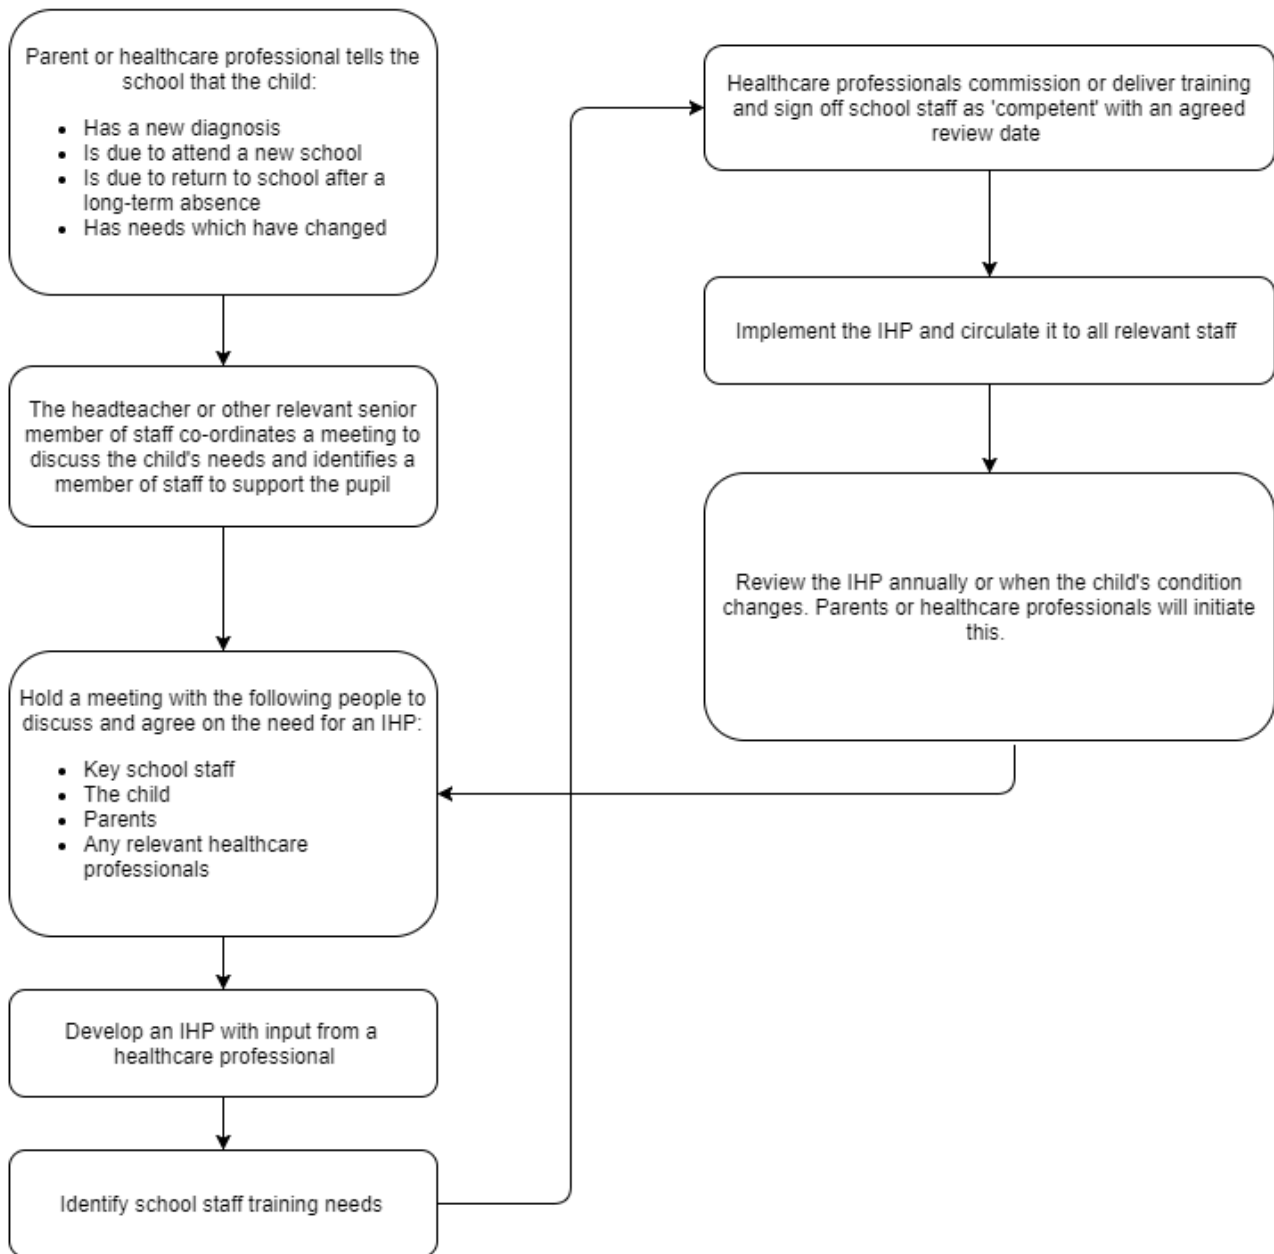 Parent or healthcare professional tells the
school that the child:
• Has a new diagnosis
• Is due to attend a new school
• Is due to return to school after a
long-term absence
• Has needs which have changed
The headteacher or other relevant senior
member of staff co-ordinates a meeting to
discuss the child's needs and identifies a
member of staff to support the pupil
Hold a meeting with the following people to
discuss and agree on the need for an IHP:
• Key school staff
• The child
• Parents
• Any relevant healthcare
professionals
Develop an IHP with input from a
healthcare professional
Identify school staff training needs
Healthcare professionals commission or deliver training
and sign off school staff as 'competent' with an agreed
review date
Implement the IHP and circulate it to all relevant staff
Review the IHP annually or when the child's condition
changes. Parents or healthcare professionals will initiate
this.